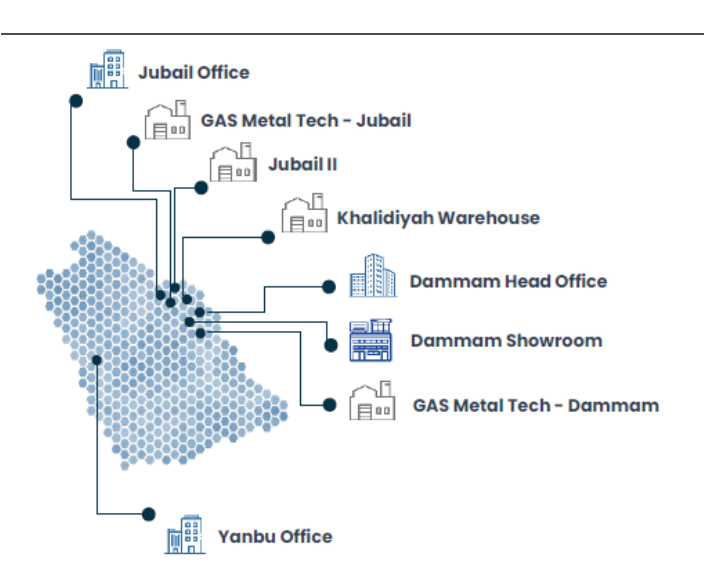 Jubail Office
GAS Metal Tech - Jubail
Jubail II
Khalidiyah Warehouse
Dammam Head Office
Dammam Showroom
GAS Metal Tech - Dammam
Yanbu Office